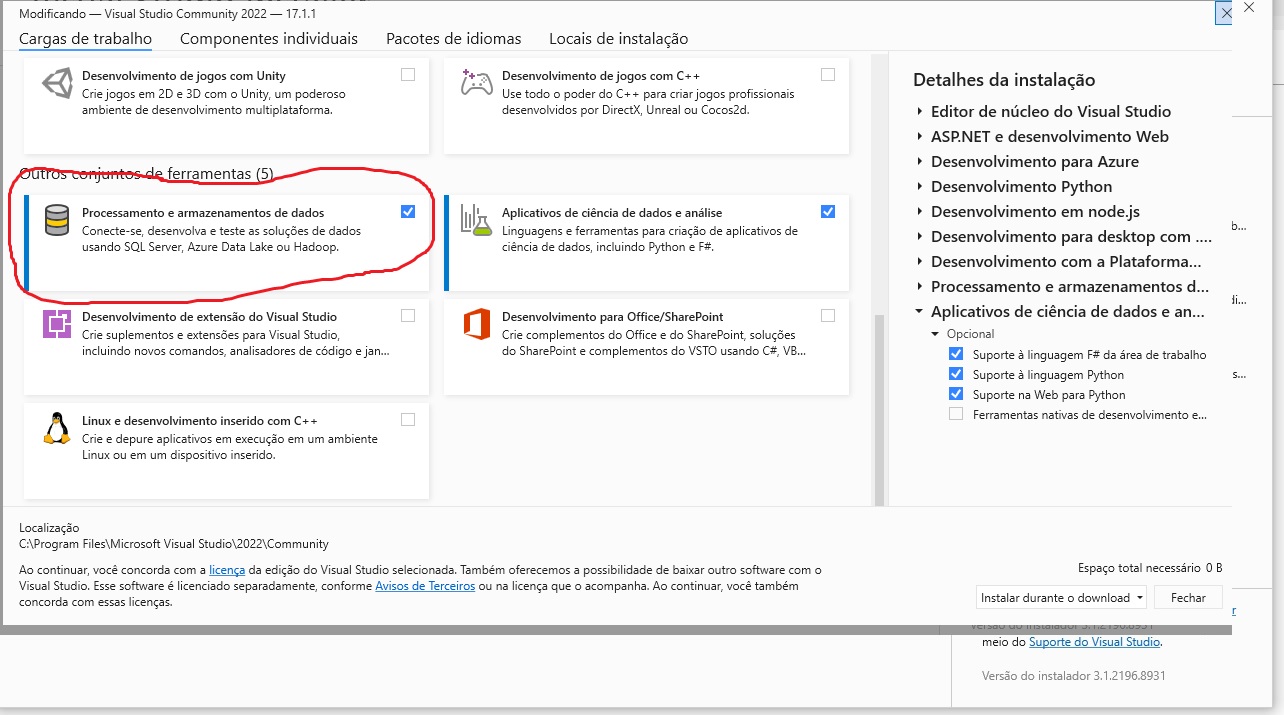 Modificando — Visual Studio Community 2022 — 17.1.1
Cargas de trabalho Componentes individuais Pacotes de idiomas Locais de instalação
Desenvolvimento de jogos com Unity
Crie jogos em 2D e 3D com o Unity, um poderoso
ambiente de desenvolvimento multiplataforma.
Desenvolvimento de jogos com C++
Use todo o poder do C++ para criar jogos profissionais
desenvolvidos por DirectX, Unreal ou Cocos2d.
Outros conjuntos de ferramentas (5)
Processamento e armazenamentos de dados
Conecte-se, desenvolva e teste as soluções de dados
usando SQL Server, Azure Data Lake ou Hadoop.
Aplicativos de ciência de dados e análise
Linguagens e ferramentas para criação de aplicativos de
ciência de dados, incluindo Python e F#.
Desenvolvimento de extensão do Visual Studio
Crie suplementos e extensões para Visual Studio,
incluindo novos comandos, analisadores de código e jan...
Desenvolvimento para Office/SharePoint
Crie complementos do Office e do SharePoint, soluções
do SharePoint e complementos do VSTO usando C#, VB...
Linux e desenvolvimento inserido com C++
Crie e depure aplicativos em execução em um ambiente
Linux ou em um dispositivo inserido.
Detalhes da instalação
Editor de núcleo do Visual Studio
ASP.NET e desenvolvimento Web
Desenvolvimento para Azure
Desenvolvimento Python
Desenvolvimento em node.js
Desenvolvimento para desktop com ....
Desenvolvimento com a Plataforma...
Processamento e armazenamentos d...
Aplicativos de ciência de dados e an...
Opcional
Suporte à linguagem F# da área de trabalho
Suporte à linguagem Python
Suporte na Web para Python
Ferramentas nativas de desenvolvimento e...
b...
di...
s...
Localização
C:\Program Files\Microsoft Visual Studio\2022\Community
Ao continuar, você concorda com a licença da edição do Visual Studio selecionada. Também oferecemos a possibilidade de baixar outro software com o
Visual Studio. Esse software é licenciado separadamente, conforme Avisos de Terceiros ou na licença que o acompanha. Ao continuar, você também
concorda com essas licenças.
Espaço total necessário 0 B
Instalar durante o download Fechar
r
Versão do instalador 3.1.2196.8931
meio do Suporte do Visual Studio.
Versão do instalador 3.1.2196.8931